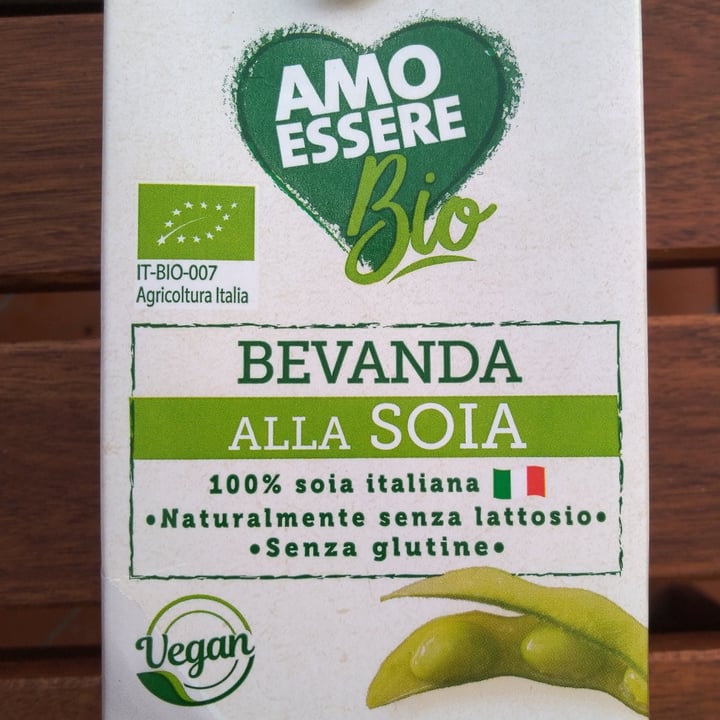 AMO
ESSERE
Bio
IT-BIO-007
Agricoltura Italia
BEVANDA
ALLA SOIA
100% soia italiana
•Naturalmente senza lattosio•
•Senza glutine•
Vegan